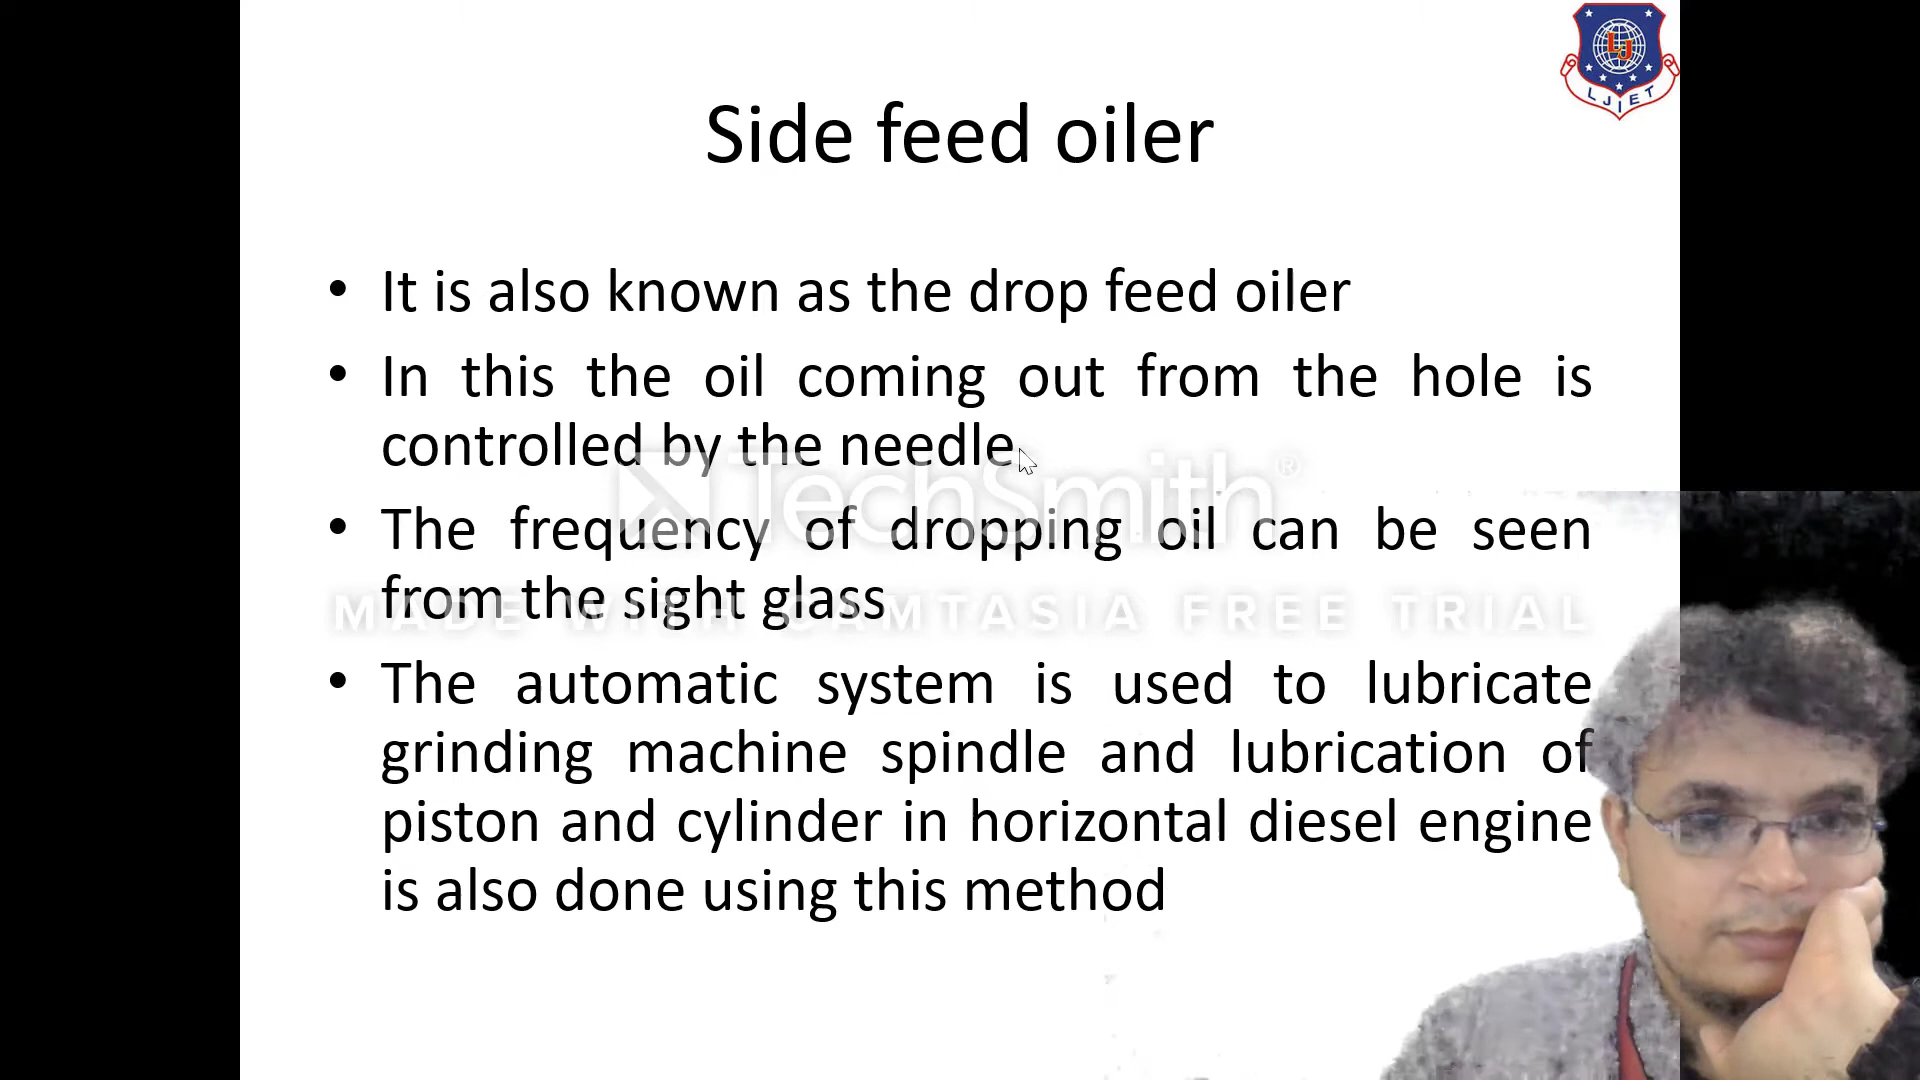 LJ
LJIET
Side feed oiler
• It is also known as the drop feed oiler
• In this the oil coming out from the hole is
controlled by the needle
TechSmith®
• The frequency of dropping oil can be seen
from the sight glass
MADE WITH CAMTASIA FREE TRIAL
• The automatic system is used to lubricate
grinding machine spindle and lubrication of
piston and cylinder in horizontal diesel engine
is also done using this method